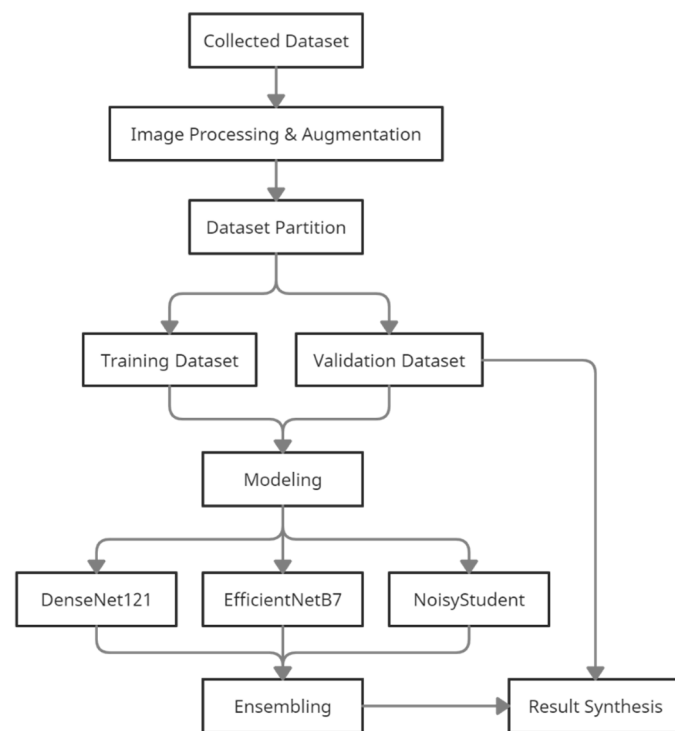 Collected Dataset
Image Processing & Augmentation
Dataset Partition
Training Dataset
Validation Dataset
Modeling
DenseNet121
EfficientNetB7
NoisyStudent
Ensembling
Result Synthesis